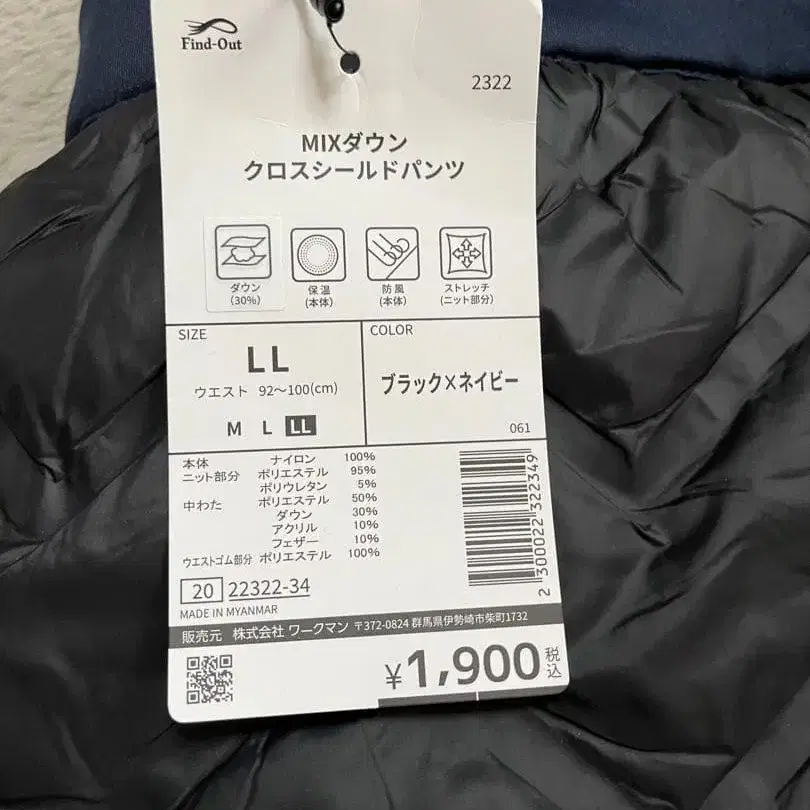 Find-Out
2322
MIXダウン
クロスシールドパンツ
ダウン
(30%)
保温
(本体)
防風
(本体)
ストレッチ
(ニット部分)
SIZE
LL
ウエスト 92～100(cm)
M L LL
COLOR
ブラック×ネイビー
061
本体 ナイロン 100%
ニット部分 ポリエステル 95%
ポリウレタン 5%
中わた ポリエステル 50%
ダウン 30%
アクリル 10%
フェザー 10%
ウエストゴム部分 ポリエステル 100%
2 300022 322349
20 22322-34
MADE IN MYANMAR
販売元 株式会社 ワークマン 〒372-0824 群馬県伊勢崎市柴町1732
¥1,900税込